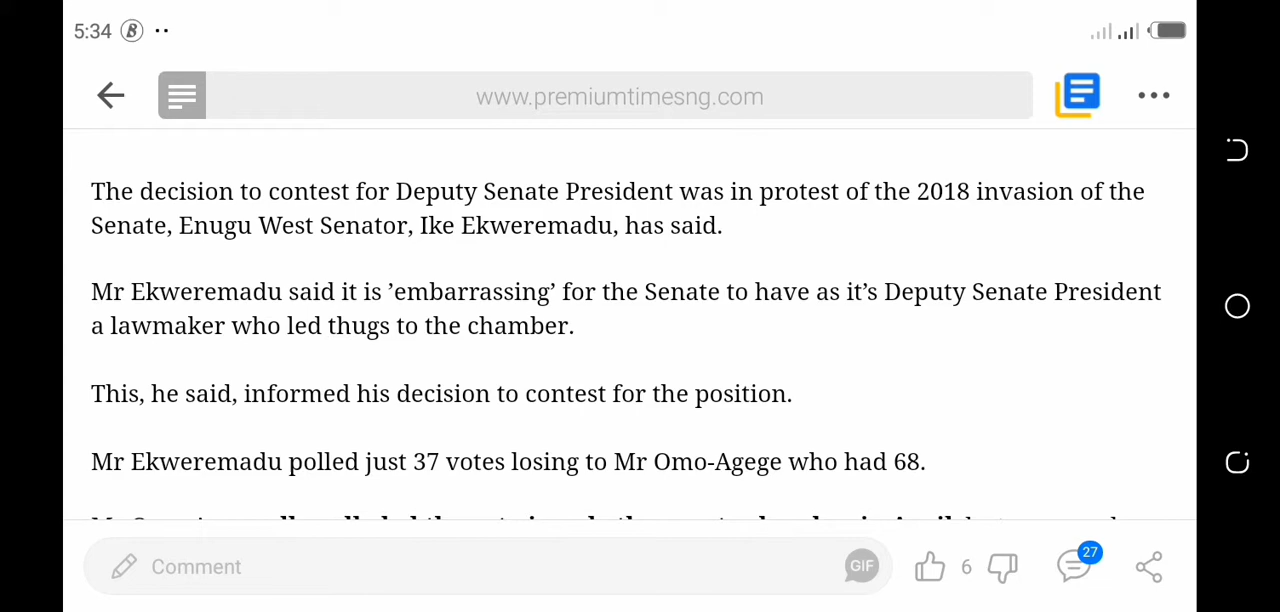 5:34
www.premiumtimesng.com
The decision to contest for Deputy Senate President was in protest of the 2018 invasion of the
Senate, Enugu West Senator, Ike Ekweremadu, has said.
Mr Ekweremadu said it is ’embarrassing’ for the Senate to have as it’s Deputy Senate President
a lawmaker who led thugs to the chamber.
This, he said, informed his decision to contest for the position.
Mr Ekweremadu polled just 37 votes losing to Mr Omo-Agege who had 68.
Comment
GIF
6
27